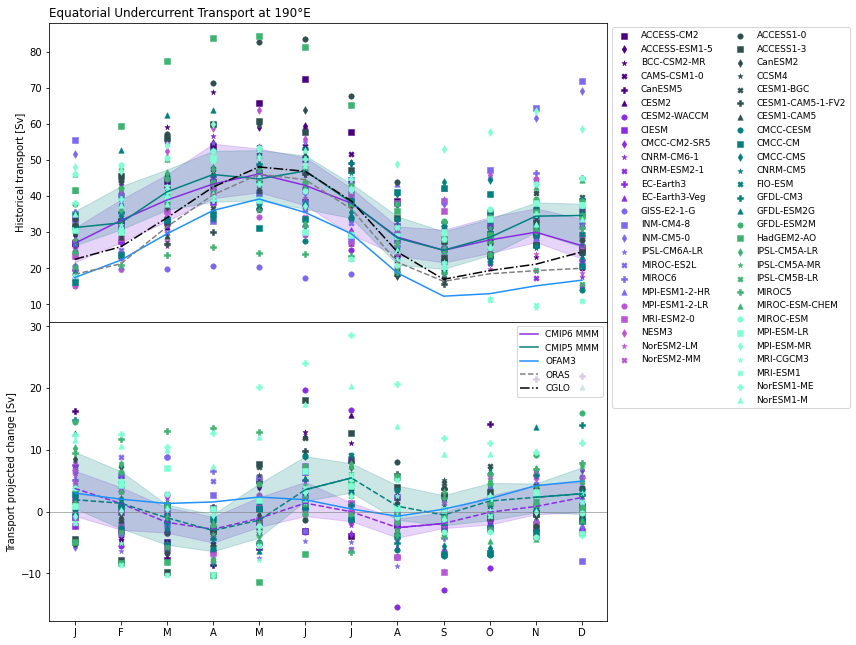 Equatorial Undercurrent Transport at 190°E
Historical transport [Sv]
80
70
60
50
40
30
20
10
Transport projected change [Sv]
30
20
10
0
−10
J F M A M J J A S O N D
CMIP6 MMM
CMIP5 MMM
OFAM3
ORAS
CGLO
ACCESS-CM2
ACCESS-ESM1-5
BCC-CSM2-MR
CAMS-CSM1-0
CanESM5
CESM2
CESM2-WACCM
CIESM
CMCC-CM2-SR5
CNRM-CM6-1
CNRM-ESM2-1
EC-Earth3
EC-Earth3-Veg
GISS-E2-1-G
INM-CM4-8
INM-CM5-0
IPSL-CM6A-LR
MIROC-ES2L
MIROC6
MPI-ESM1-2-HR
MPI-ESM1-2-LR
MRI-ESM2-0
NESM3
NorESM2-LM
NorESM2-MM
ACCESS1-0
ACCESS1-3
CanESM2
CCSM4
CESM1-BGC
CESM1-CAM5-1-FV2
CESM1-CAM5
CMCC-CESM
CMCC-CM
CMCC-CMS
CNRM-CM5
FIO-ESM
GFDL-CM3
GFDL-ESM2G
GFDL-ESM2M
HadGEM2-AO
IPSL-CM5A-LR
IPSL-CM5A-MR
IPSL-CM5B-LR
MIROC5
MIROC-ESM-CHEM
MIROC-ESM
MPI-ESM-LR
MPI-ESM-MR
MRI-CGCM3
MRI-ESM1
NorESM1-ME
NorESM1-M